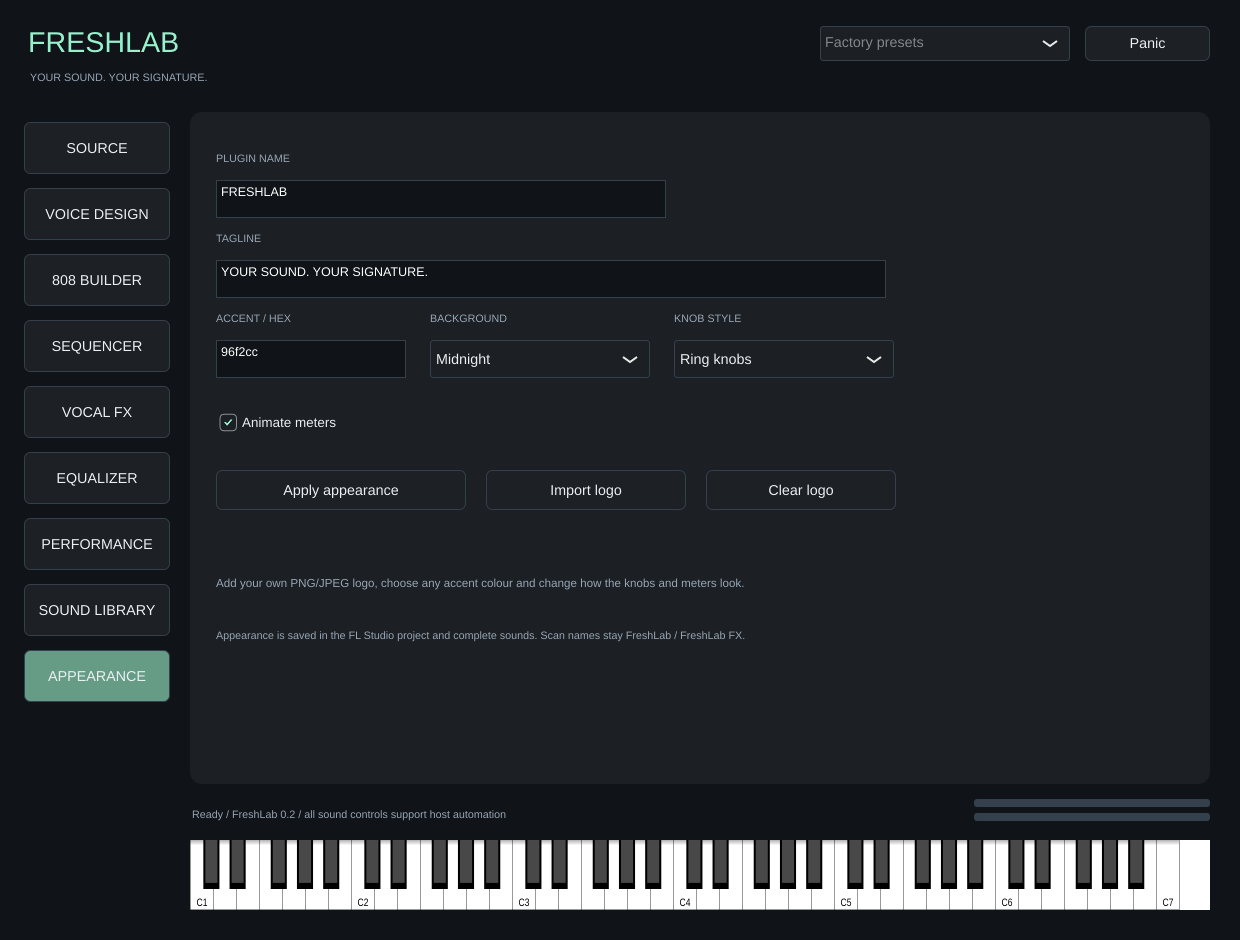 FRESHLAB
YOUR SOUND. YOUR SIGNATURE.
Factory presets
Panic
SOURCE
VOICE DESIGN
808 BUILDER
SEQUENCER
VOCAL FX
EQUALIZER
PERFORMANCE
SOUND LIBRARY
APPEARANCE
PLUGIN NAME
FRESHLAB
TAGLINE
YOUR SOUND. YOUR SIGNATURE.
ACCENT / HEX
BACKGROUND
KNOB STYLE
96f2cc
Midnight
Ring knobs
Animate meters
Apply appearance
Import logo
Clear logo
Add your own PNG/JPEG logo, choose any accent colour and change how the knobs and meters look.
Appearance is saved in the FL Studio project and complete sounds. Scan names stay FreshLab / FreshLab FX.
Ready / FreshLab 0.2 / all sound controls support host automation
C1 C2 C3 C4 C5 C6 C7